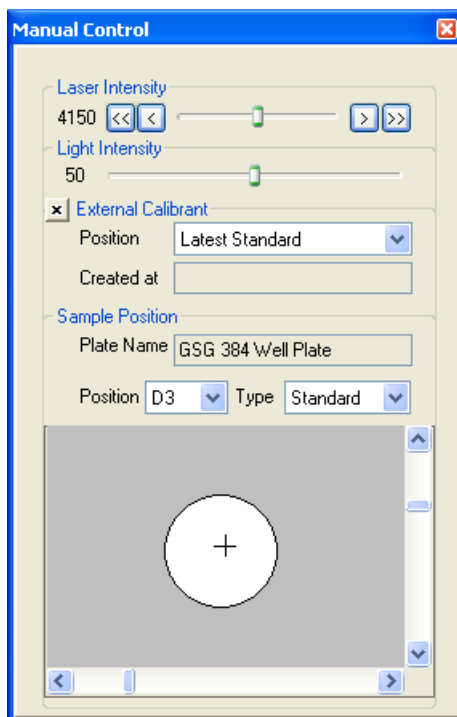 Manual Control
Laser Intensity
4150 << < > >>
Light Intensity
50
x External Calibrant
Position Latest Standard
Created at
Sample Position
Plate Name GSG 384 Well Plate
Position D3 Type Standard